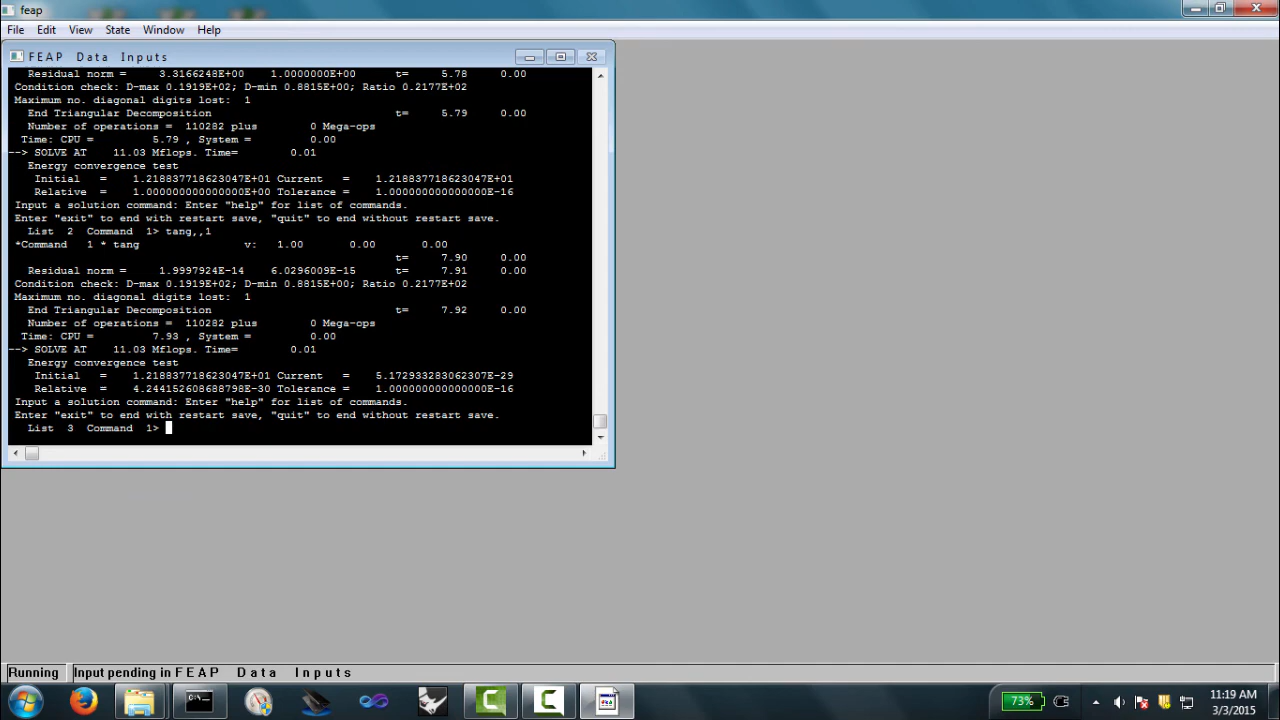 feap
File Edit View State Window Help
FEAP Data Inputs
Residual norm = 3.3166248E+00 1.0000000E+00 t= 5.78 0.00
Condition check: D-max 0.1919E+02; D-min 0.8815E+00; Ratio 0.2177E+02
Maximum no. diagonal digits lost: 1
End Triangular Decomposition t= 5.79 0.00
Number of operations = 110282 plus 0 Mega-ops
Time: CPU = 5.79 , System = 0.00
--> SOLVE AT 11.03 Mflops. Time= 0.01
Energy convergence test
Initial = 1.218837718623047E+01 Current = 1.218837718623047E+01
Relative = 1.000000000000000E+00 Tolerance = 1.000000000000000E-16
Input a solution command: Enter "help" for list of commands.
Enter "exit" to end with restart save, "quit" to end without restart save.
List 2 Command 1> tang,,1
*Command 1 * tang v: 1.00 0.00 0.00
t= 7.90 0.00
Residual norm = 1.9997924E-14 6.0296009E-15 t= 7.91 0.00
Condition check: D-max 0.1919E+02; D-min 0.8815E+00; Ratio 0.2177E+02
Maximum no. diagonal digits lost: 1
End Triangular Decomposition t= 7.92 0.00
Number of operations = 110282 plus 0 Mega-ops
Time: CPU = 7.93 , System = 0.00
--> SOLVE AT 11.03 Mflops. Time= 0.01
Energy convergence test
Initial = 1.218837718623047E+01 Current = 5.172933283062307E-29
Relative = 4.244152608688798E-30 Tolerance = 1.000000000000000E-16
Input a solution command: Enter "help" for list of commands.
Enter "exit" to end with restart save, "quit" to end without restart save.
List 3 Command 1>
Running Input pending in FEAP Data Inputs
73%
11:19 AM
3/3/2015